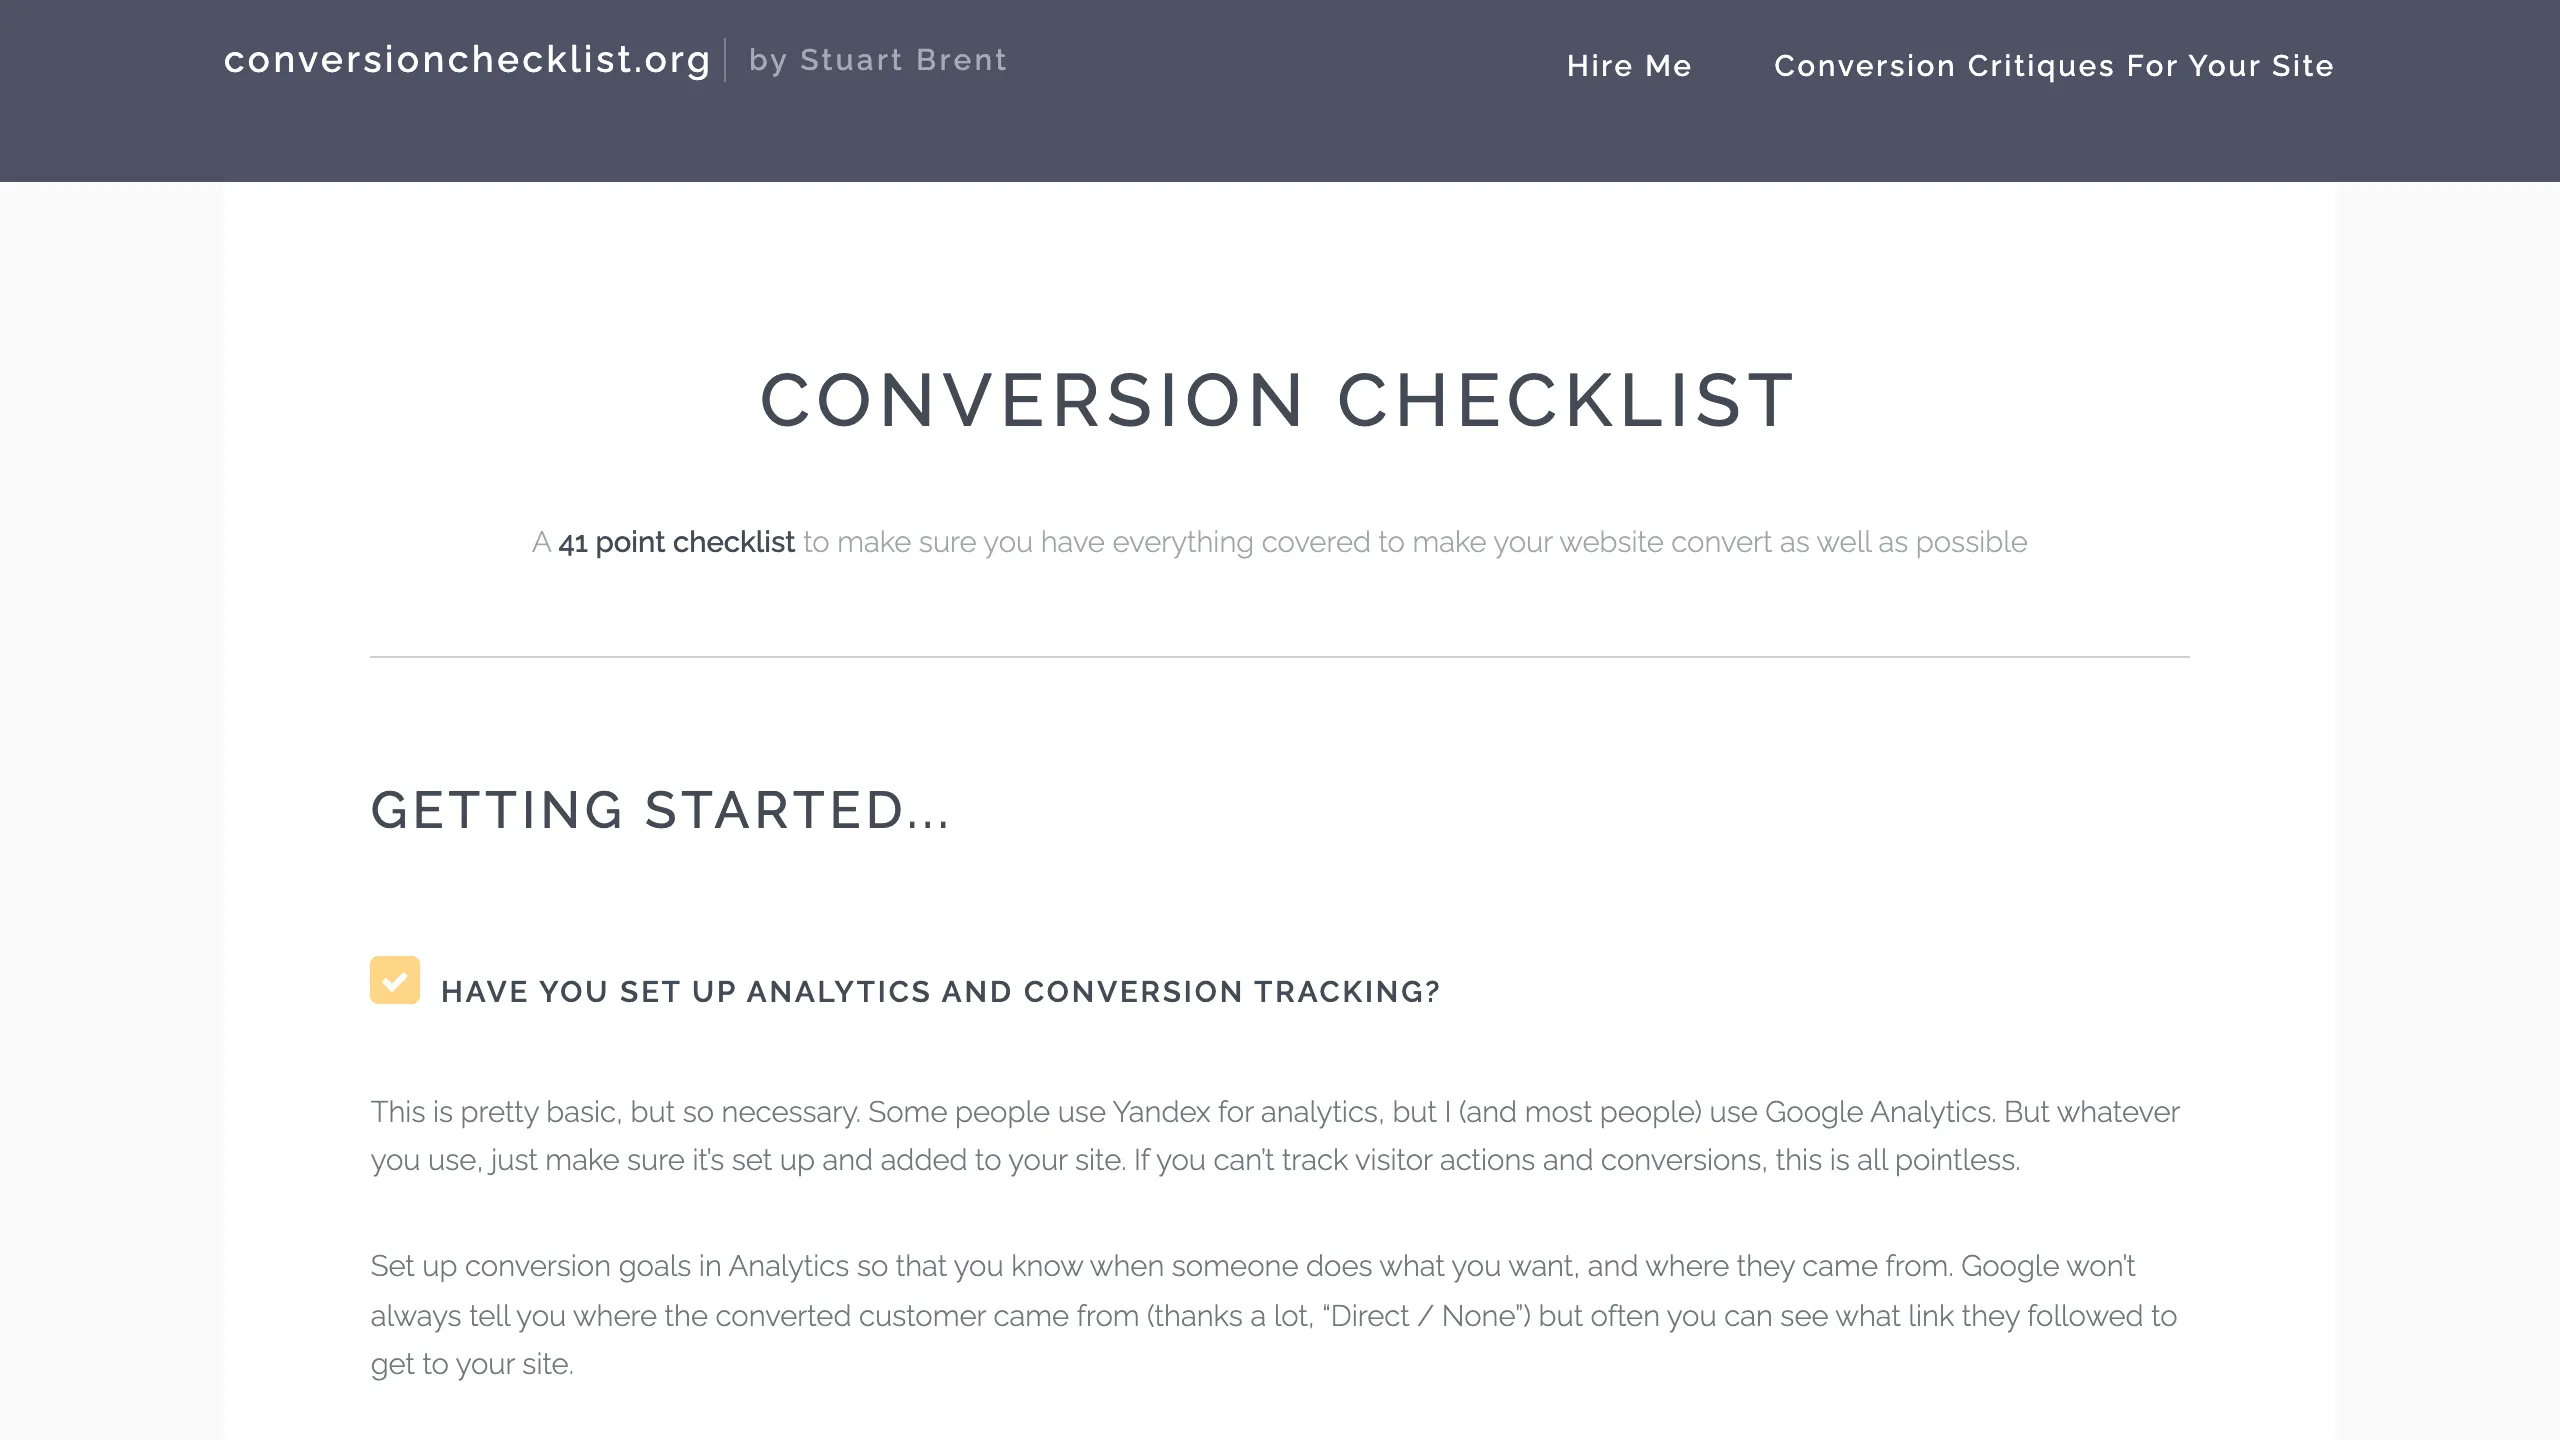 conversionchecklist.org
by Stuart Brent
Hire Me
Conversion Critiques For Your Site
CONVERSION CHECKLIST
A 41 point checklist to make sure you have everything covered to make your website convert as well as possible
GETTING STARTED...
HAVE YOU SET UP ANALYTICS AND CONVERSION TRACKING?
This is pretty basic, but so necessary. Some people use Yandex for analytics, but I (and most people) use Google Analytics. But whatever
you use, just make sure it’s set up and added to your site. If you can’t track visitor actions and conversions, this is all pointless.
Set up conversion goals in Analytics so that you know when someone does what you want, and where they came from. Google won’t
always tell you where the converted customer came from (thanks a lot, “Direct / None”) but often you can see what link they followed to
get to your site.